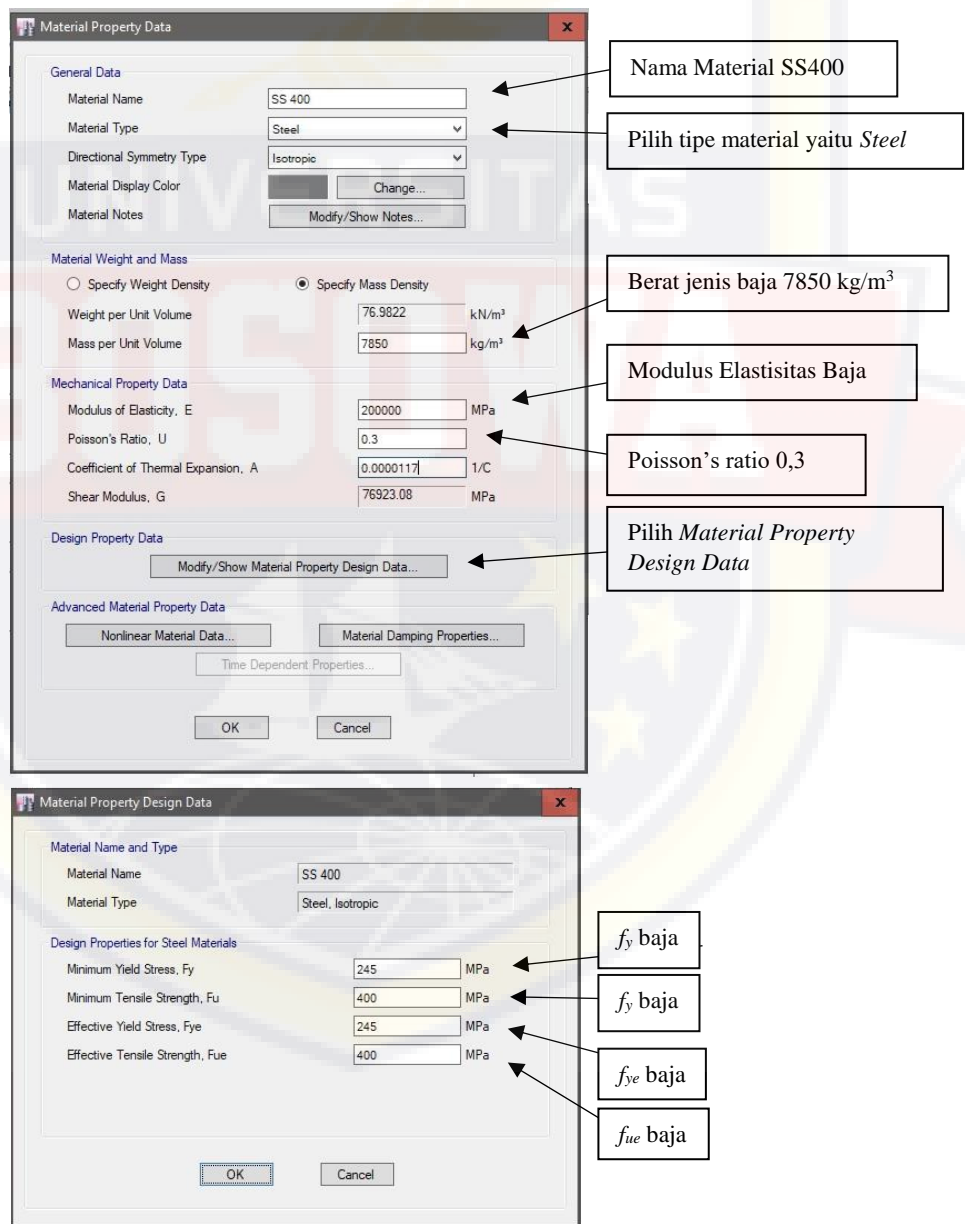 Material Property Data
x
General Data
Material Name SS 400
Nama Material SS400
Material Type Steel
Pilih tipe material yaitu Steel
Directional Symmetry Type Isotropic
Material Display Color Change...
Material Notes Modify/Show Notes...
UNIVERSITAS
Material Weight and Mass
Specify Weight Density Specify Mass Density
Weight per Unit Volume 76.9822 kN/m³
Mass per Unit Volume 7850 kg/m³
Berat jenis baja 7850 kg/m³
BOSOWA
Mechanical Property Data
Modulus of Elasticity, E 200000 MPa
Modulus Elastisitas Baja
Poisson's Ratio, U 0.3
Poisson’s ratio 0,3
Coefficient of Thermal Expansion, A 0.0000117 1/C
Shear Modulus, G 76923.08 MPa
Design Property Data
Modify/Show Material Property Design Data...
Pilih Material Property
Design Data
Advanced Material Property Data
Nonlinear Material Data... Material Damping Properties...
Time Dependent Properties...
OK Cancel
Material Property Design Data
x
Material Name and Type
Material Name SS 400
Material Type Steel, Isotropic
Design Properties for Steel Materials
Minimum Yield Stress, Fy 245 MPa
fy baja
Minimum Tensile Strength, Fu 400 MPa
fy baja
Effective Yield Stress, Fye 245 MPa
fye baja
Effective Tensile Strength, Fue 400 MPa
fue baja
OK Cancel